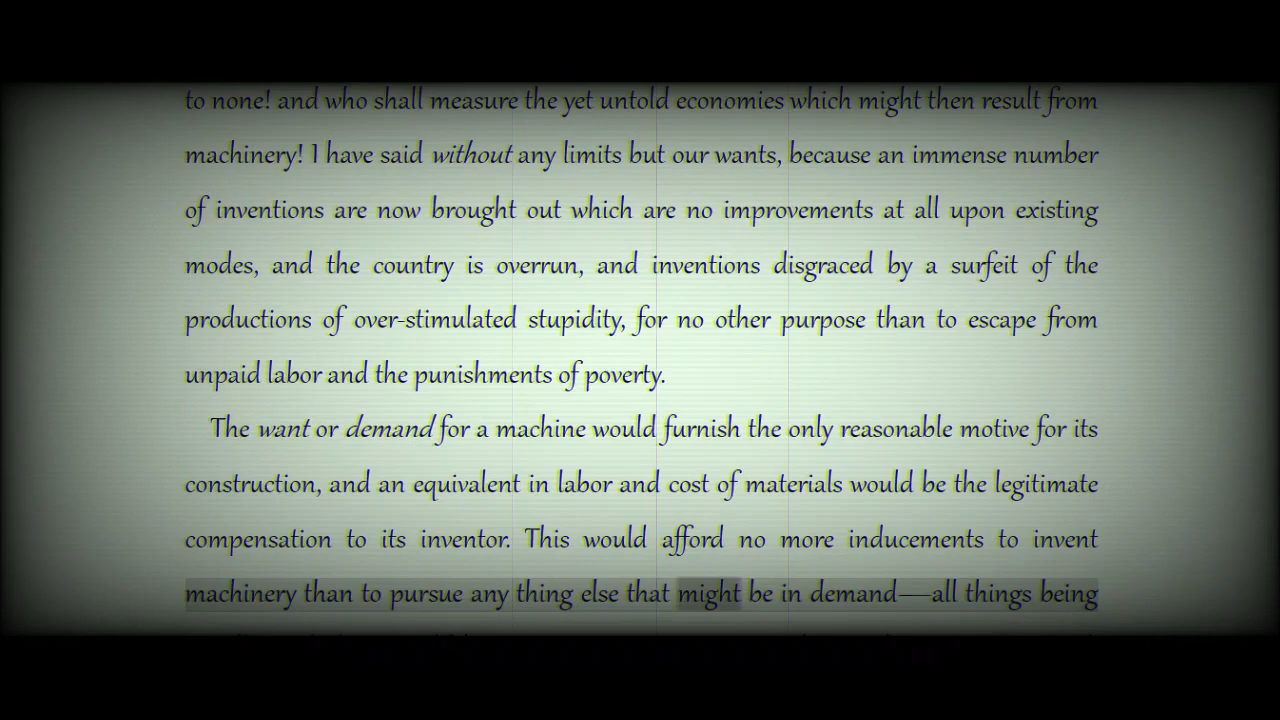 to none! and who shall measure the yet untold economies which might then result from
machinery! I have said without any limits but our wants, because an immense number
of inventions are now brought out which are no improvements at all upon existing
modes, and the country is overrun, and inventions disgraced by a surfeit of the
productions of over-stimulated stupidity, for no other purpose than to escape from
unpaid labor and the punishments of poverty.
The want or demand for a machine would furnish the only reasonable motive for its
construction, and an equivalent in labor and cost of materials would be the legitimate
compensation to its inventor. This would afford no more inducements to invent
machinery than to pursue any thing else that might be in demand—all things being